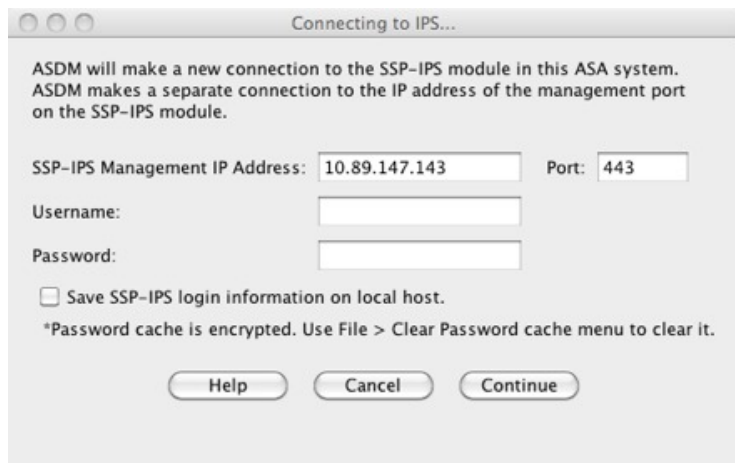 Connecting to IPS...
ASDM will make a new connection to the SSP-IPS module in this ASA system.
ASDM makes a separate connection to the IP address of the management port
on the SSP-IPS module.
SSP-IPS Management IP Address: 10.89.147.143 Port: 443
Username:
Password:
Save SSP-IPS login information on local host.
*Password cache is encrypted. Use File > Clear Password cache menu to clear it.
Help Cancel Continue